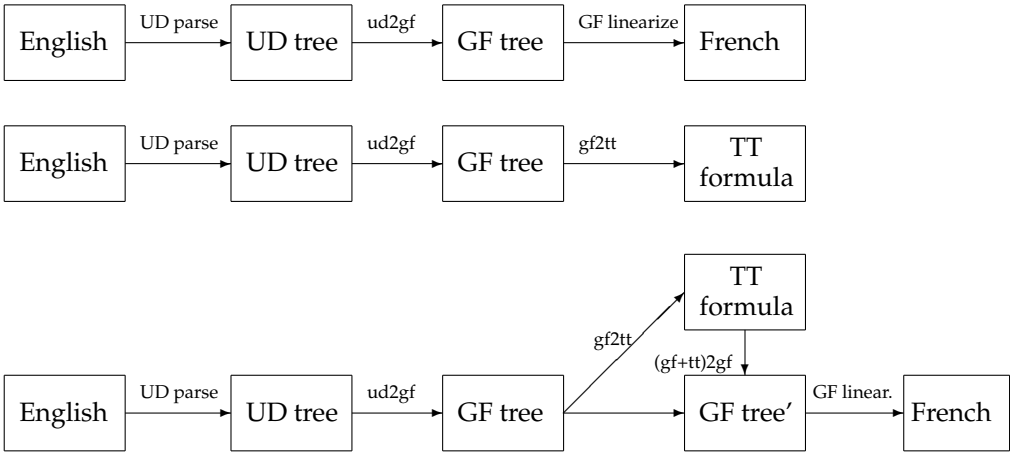 UD parse ud2gf GF linearize
English UD tree GF tree French
UD parse ud2gf gf2tt
English UD tree GF tree TT
formula
TT
formula
gf2tt
(gf+tt)2gf
UD parse ud2gf GF linear.
English UD tree GF tree GF tree′ French